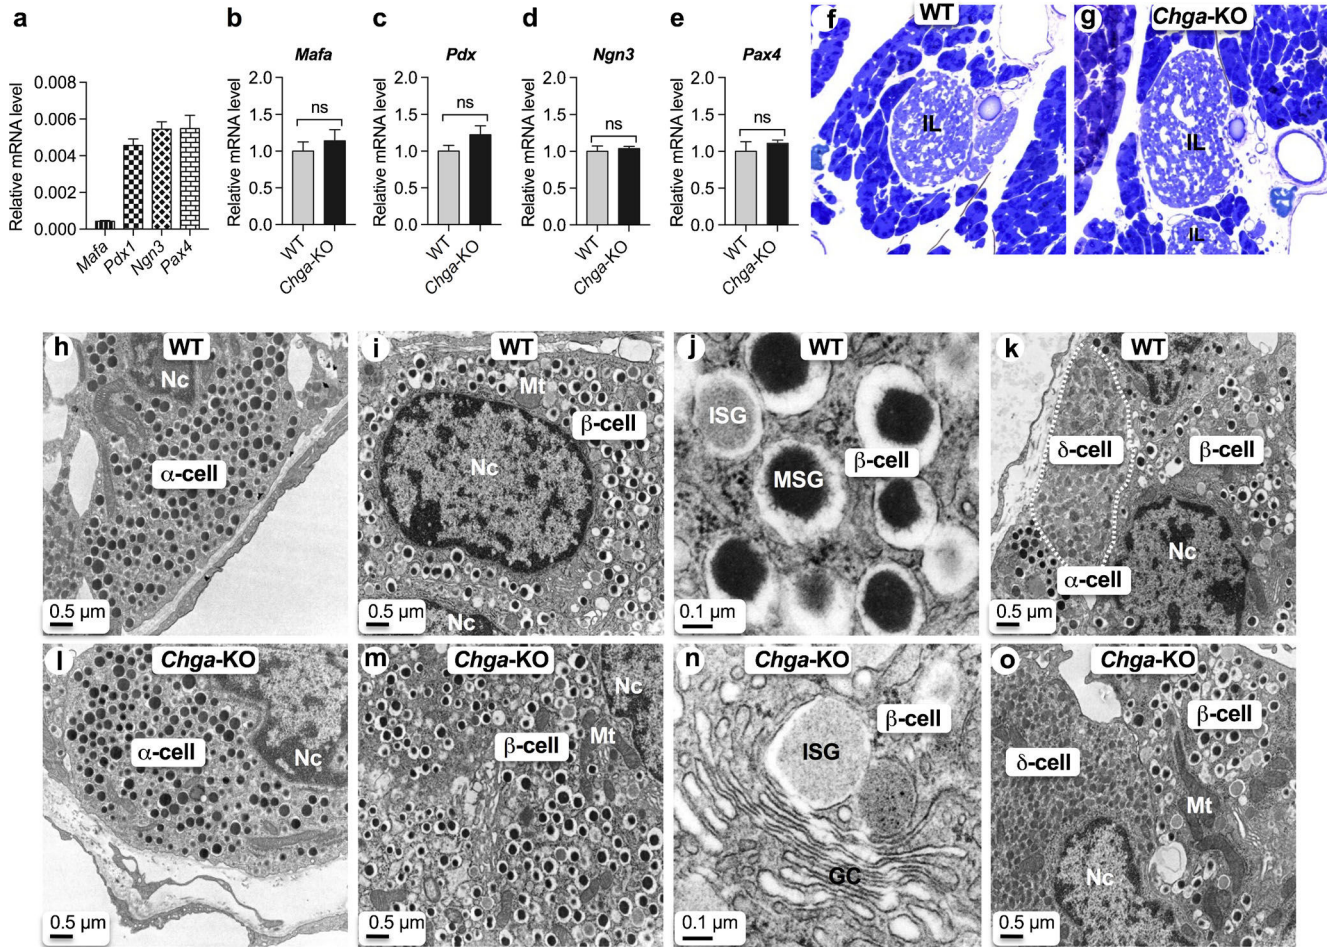 a
Relative mRNA level
0.008
0.006
0.004
0.002
0.000
Mafa
Pdx1
Ngn3
Pax4
b
Mafa
Relative mRNA level
2.0
1.5
1.0
0.5
0.0
ns
WT
Chga-KO
c
Pdx
Relative mRNA level
2.0
1.5
1.0
0.5
0.0
ns
WT
Chga-KO
d
Ngn3
Relative mRNA level
2.0
1.5
1.0
0.5
0.0
ns
WT
Chga-KO
e
Pax4
Relative mRNA level
2.0
1.5
1.0
0.5
0.0
ns
WT
Chga-KO
f
WT
IL
g
Chga-KO
IL
IL
h
WT
Nc
α-cell
0.5 µm
i
WT
Mt
β-cell
Nc
Nc
0.5 µm
j
WT
ISG
β-cell
MSG
0.1 µm
k
WT
δ-cell
β-cell
Nc
α-cell
0.5 µm
l
Chga-KO
α-cell
Nc
0.5 µm
m
Chga-KO
Nc
β-cell
Mt
0.5 µm
n
Chga-KO
β-cell
ISG
GC
0.1 µm
o
Chga-KO
β-cell
δ-cell
Mt
Nc
0.5 µm